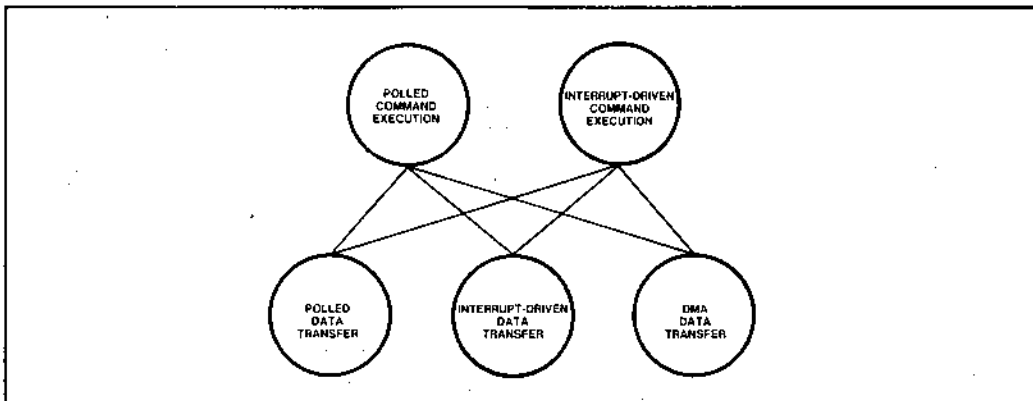 POLLED
COMMAND
EXECUTION
INTERRUPT-DRIVEN
COMMAND
EXECUTION
POLLED
DATA
TRANSFER
INTERRUPT-DRIVEN
DATA
TRANSFER
DMA
DATA
TRANSFER